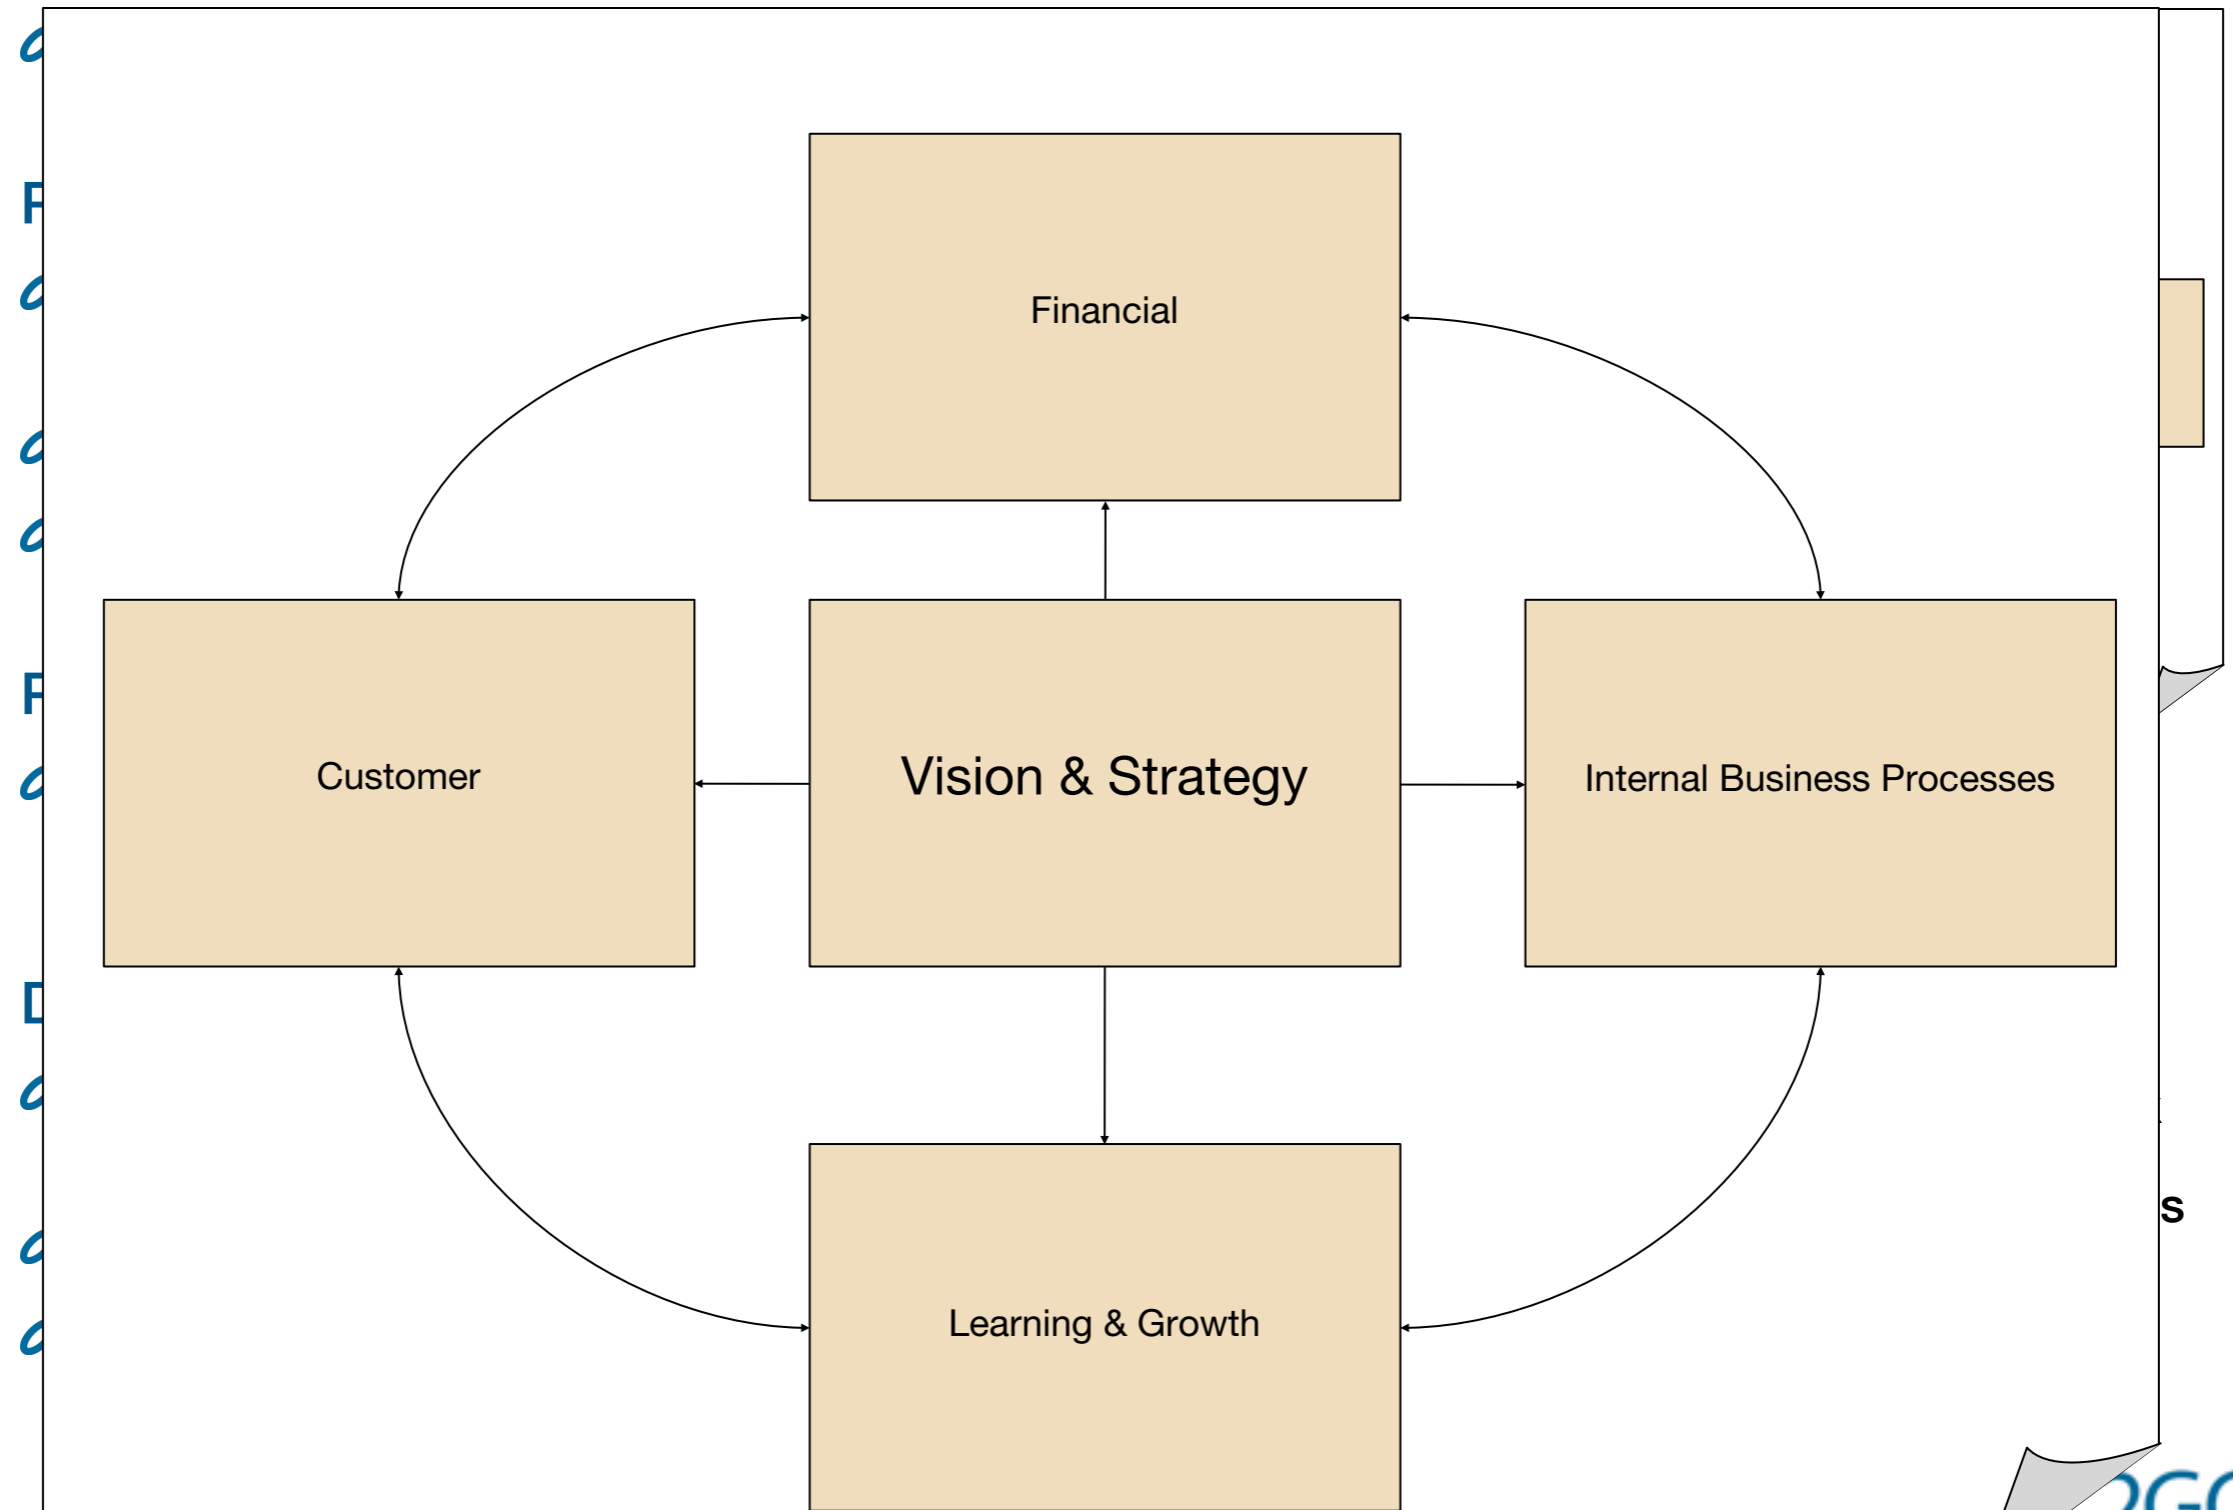 Financial
Customer
Vision & Strategy
Internal Business Processes
Learning & Growth